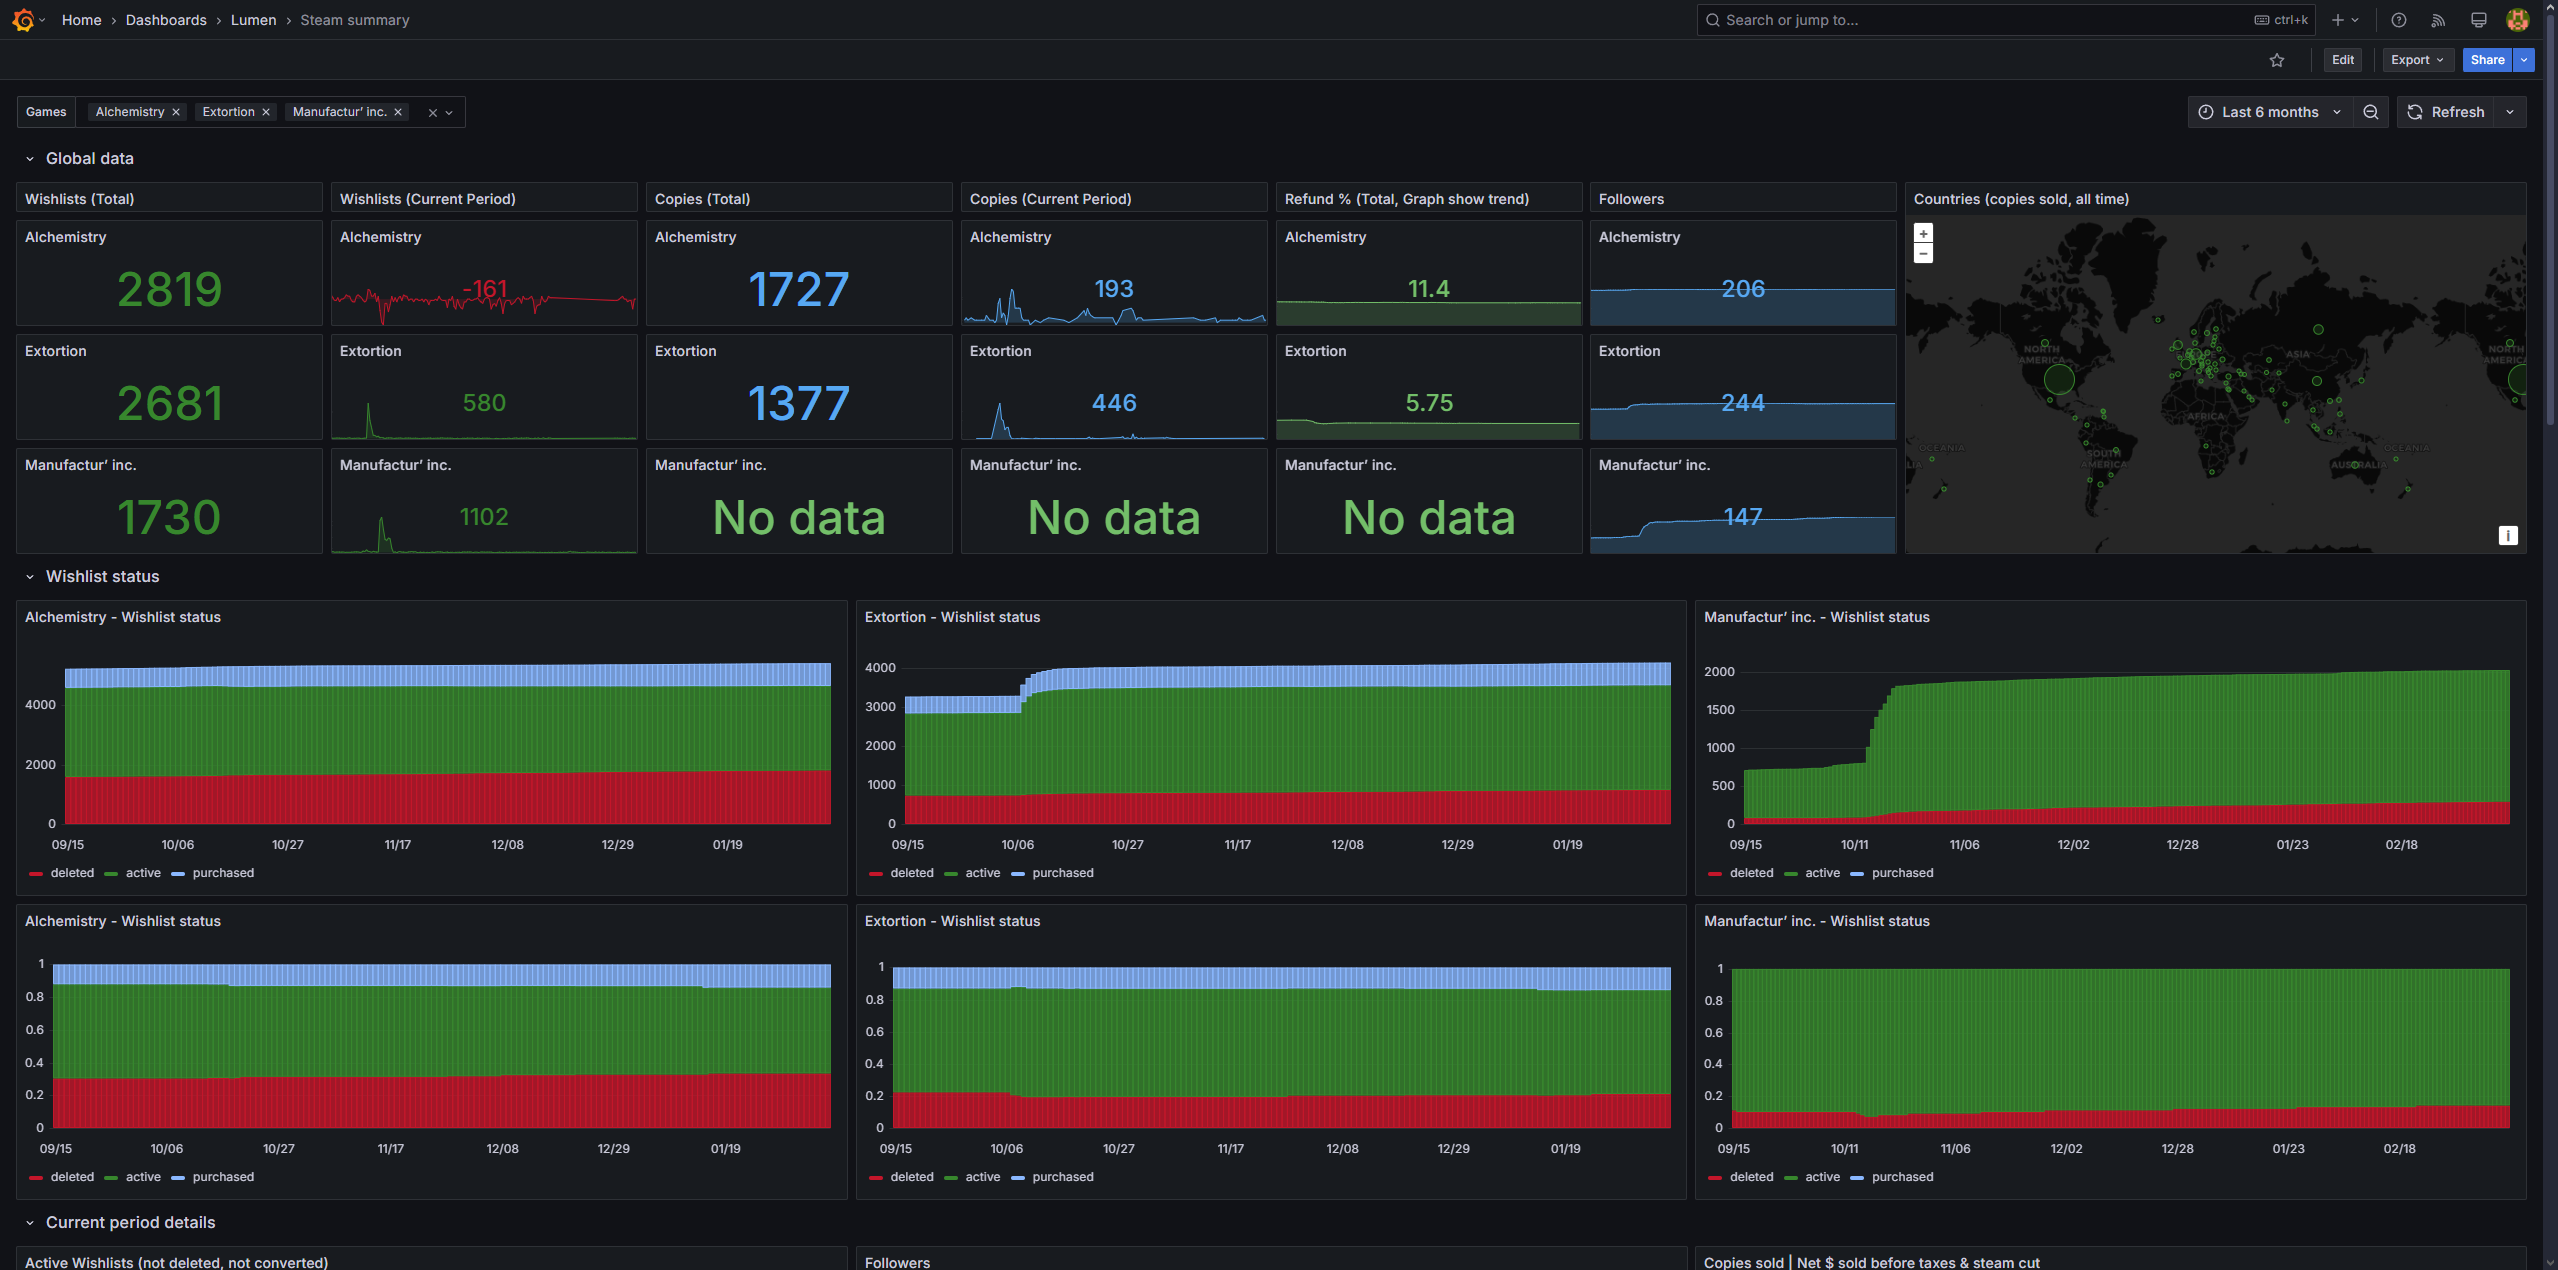 Home › Dashboards › Lumen › Steam summary
Search or jump to...
ctrl+k
Edit
Export
Share
Games
Alchemistry
Extortion
Manufactur’ inc.
Last 6 months
Refresh
Global data
Wishlists (Total)
Wishlists (Current Period)
Copies (Total)
Copies (Current Period)
Refund % (Total, Graph show trend)
Followers
Countries (copies sold, all time)
Alchemistry
2819
Alchemistry
-161
Alchemistry
1727
Alchemistry
193
Alchemistry
11.4
Alchemistry
206
Extortion
2681
Extortion
580
Extortion
1377
Extortion
446
Extortion
5.75
Extortion
244
Manufactur’ inc.
1730
Manufactur’ inc.
1102
Manufactur’ inc.
No data
Manufactur’ inc.
No data
Manufactur’ inc.
No data
Manufactur’ inc.
147
+
−
NORTH
AMERICA
ASIA
NORTH
AMERICA
AFRICA
OCEANIA
SOUTH
AMERICA
OCEANIA
AUSTRALIA
i
Wishlist status
Alchemistry - Wishlist status
4000
2000
0
09/15 10/06 10/27 11/17 12/08 12/29 01/19
deleted active purchased
Extortion - Wishlist status
4000
3000
2000
1000
0
09/15 10/06 10/27 11/17 12/08 12/29 01/19
deleted active purchased
Manufactur’ inc. - Wishlist status
2000
1500
1000
500
0
09/15 10/11 11/06 12/02 12/28 01/23 02/18
deleted active purchased
Alchemistry - Wishlist status
1
0.8
0.6
0.4
0.2
0
09/15 10/06 10/27 11/17 12/08 12/29 01/19
deleted active purchased
Extortion - Wishlist status
1
0.8
0.6
0.4
0.2
0
09/15 10/06 10/27 11/17 12/08 12/29 01/19
deleted active purchased
Manufactur’ inc. - Wishlist status
1
0.8
0.6
0.4
0.2
0
09/15 10/11 11/06 12/02 12/28 01/23 02/18
deleted active purchased
Current period details
Active Wishlists (not deleted, not converted)
Followers
Copies sold | Net $ sold before taxes & steam cut